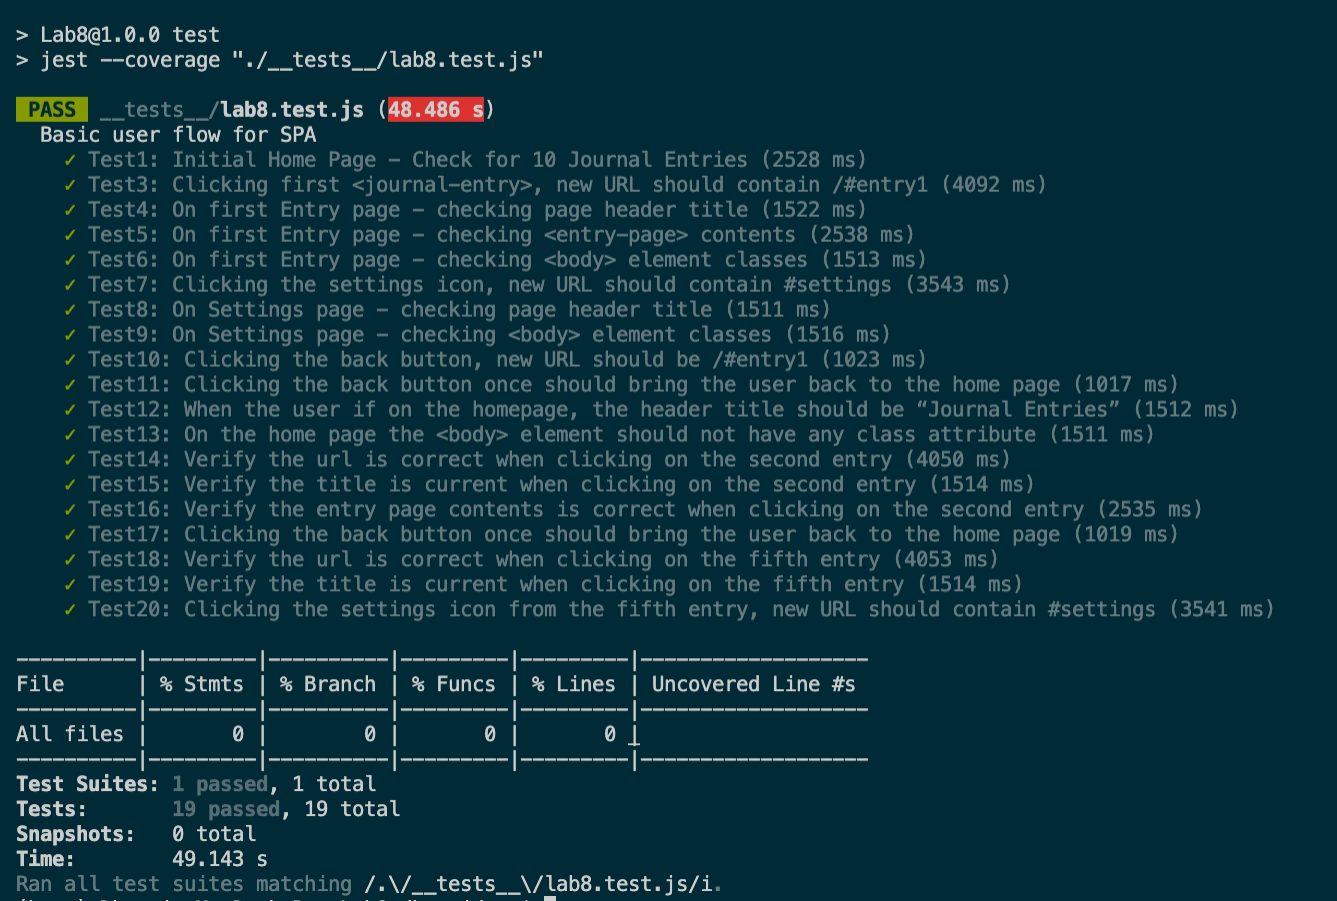 > Lab8@1.0.0 test
> jest --coverage "./__tests__/lab8.test.js"
PASS __tests__/lab8.test.js (48.486 s)
Basic user flow for SPA
✓ Test1: Initial Home Page – Check for 10 Journal Entries (2528 ms)
✓ Test3: Clicking first <journal-entry>, new URL should contain /#entry1 (4092 ms)
✓ Test4: On first Entry page – checking page header title (1522 ms)
✓ Test5: On first Entry page – checking <entry-page> contents (2538 ms)
✓ Test6: On first Entry page – checking <body> element classes (1513 ms)
✓ Test7: Clicking the settings icon, new URL should contain #settings (3543 ms)
✓ Test8: On Settings page – checking page header title (1511 ms)
✓ Test9: On Settings page – checking <body> element classes (1516 ms)
✓ Test10: Clicking the back button, new URL should be /#entry1 (1023 ms)
✓ Test11: Clicking the back button once should bring the user back to the home page (1017 ms)
✓ Test12: When the user if on the homepage, the header title should be “Journal Entries” (1512 ms)
✓ Test13: On the home page the <body> element should not have any class attribute (1511 ms)
✓ Test14: Verify the url is correct when clicking on the second entry (4050 ms)
✓ Test15: Verify the title is current when clicking on the second entry (1514 ms)
✓ Test16: Verify the entry page contents is correct when clicking on the second entry (2535 ms)
✓ Test17: Clicking the back button once should bring the user back to the home page (1019 ms)
✓ Test18: Verify the url is correct when clicking on the fifth entry (4053 ms)
✓ Test19: Verify the title is current when clicking on the fifth entry (1514 ms)
✓ Test20: Clicking the settings icon from the fifth entry, new URL should contain #settings (3541 ms)
----------|---------|----------|---------|---------|-------------------
File | % Stmts | % Branch | % Funcs | % Lines | Uncovered Line #s
----------|---------|----------|---------|---------|-------------------
All files | 0 | 0 | 0 | 0 |
----------|---------|----------|---------|---------|-------------------
Test Suites: 1 passed, 1 total
Tests: 19 passed, 19 total
Snapshots: 0 total
Time: 49.143 s
Ran all test suites matching /.\/__tests__\/lab8.test.js/i.